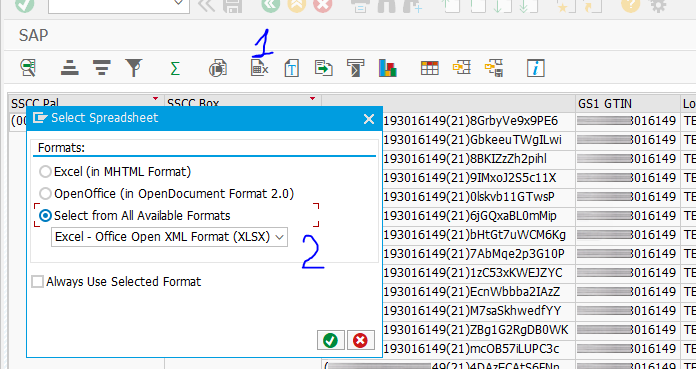 SAP
1
SSCC Pal
SSCC Box
GS1 GTIN
Lo
(00
193016149(21)8GrbyVe9x9PE6
3016149
TE
193016149(21)GbkeeuTWgILwi
3016149
TE
193016149(21)8BKIZzZh2pihl
3016149
TE
193016149(21)9IMxoJ2S5c11X
3016149
TE
193016149(21)0lskvb11GTwsP
3016149
TE
193016149(21)6jGQxaBL0mMip
3016149
TE
193016149(21)bHtGt7uWCM6Kg
3016149
TE
193016149(21)7AbMqe2p3G10P
3016149
TE
193016149(21)1zC53xKWEJZYC
3016149
TE
193016149(21)EcnWbbba2IAzZ
3016149
TE
193016149(21)M7saSkhwedfYY
3016149
TE
193016149(21)ZBg1G2RgDB0WK
3016149
TE
193016149(21)mcOB57iLUPC3c
3016149
TE
49(21)4DAzECAtS6ENn
3016149
TE
Select Spreadsheet
Formats:
Excel (in MHTML Format)
OpenOffice (in OpenDocument Format 2.0)
Select from All Available Formats
Excel - Office Open XML Format (XLSX)
2
Always Use Selected Format